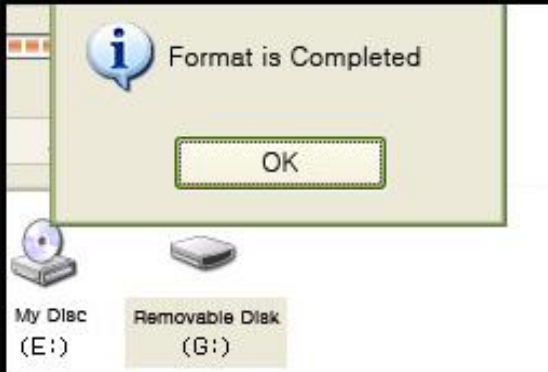 Format is Completed
OK
My Disc
(E:)
Removable Disk
(G:)